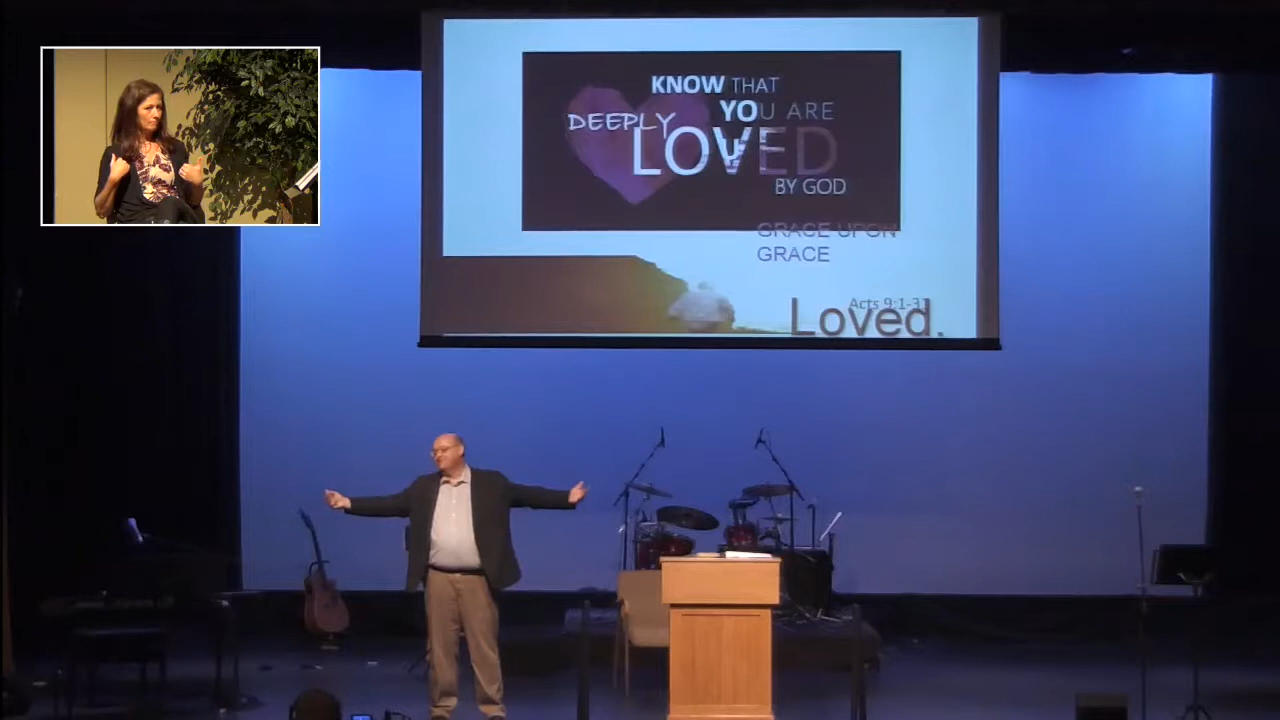 KNOW THAT
YOU ARE
DEEPLY
LOVED
BY GOD
GRACE UPON
GRACE
Acts 9:1-31
Loved.